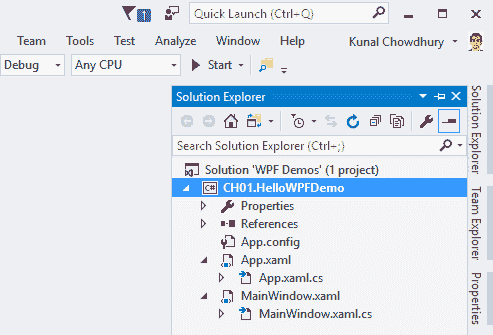 1 Quick Launch (Ctrl+Q)
Team Tools Test Analyze Window Help Kunal Chowdhury
Debug Any CPU Start
Solution Explorer
Search Solution Explorer (Ctrl+;)
Solution 'WPF Demos' (1 project)
C# CH01.HelloWPFDemo
Properties
References
App.config
App.xaml
App.xaml.cs
MainWindow.xaml
MainWindow.xaml.cs
Solution Explorer
Team Explorer
Properties